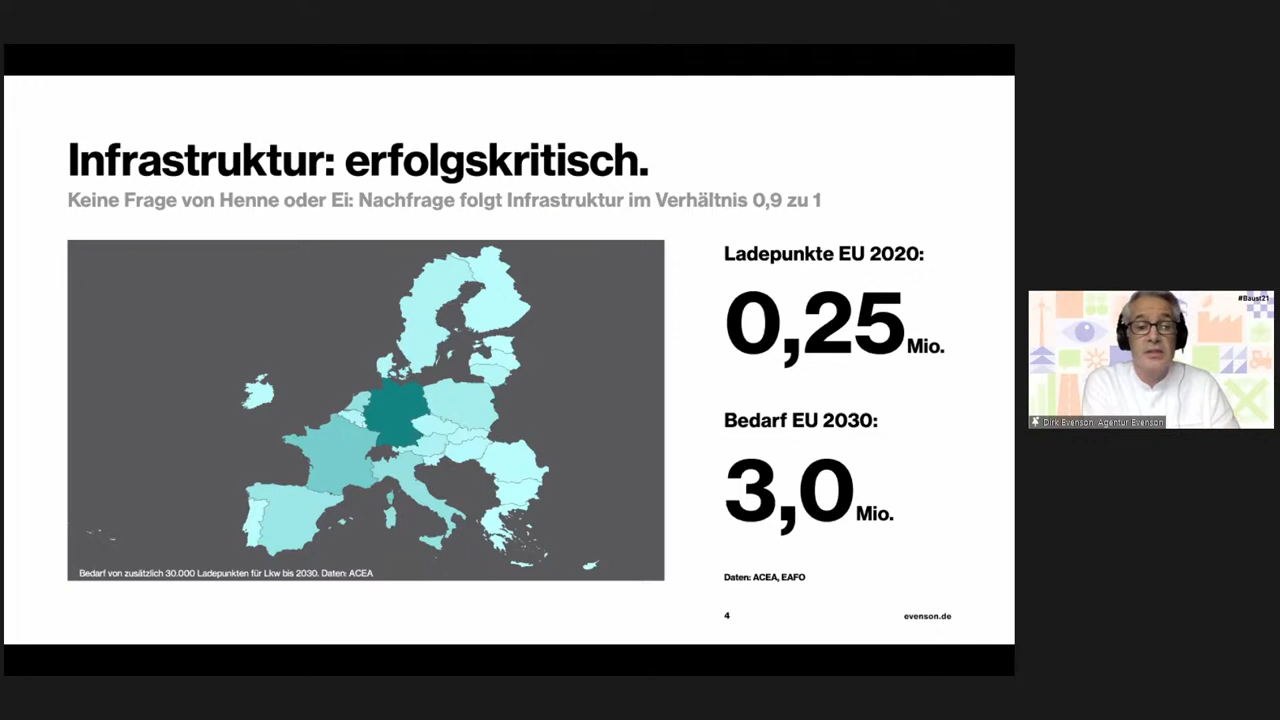 Infrastruktur: erfolgskritisch.
Keine Frage von Henne oder Ei: Nachfrage folgt Infrastruktur im Verhältnis 0,9 zu 1
Bedarf von zusätzlich 30.000 Ladepunkten für Lkw bis 2030. Daten: ACEA
Ladepunkte EU 2020:
0,25 Mio.
Bedarf EU 2030:
3,0 Mio.
Daten: ACEA, EAFO
4
evenson.de
#Baust21
Dirk Evenson, Agentur Evenson